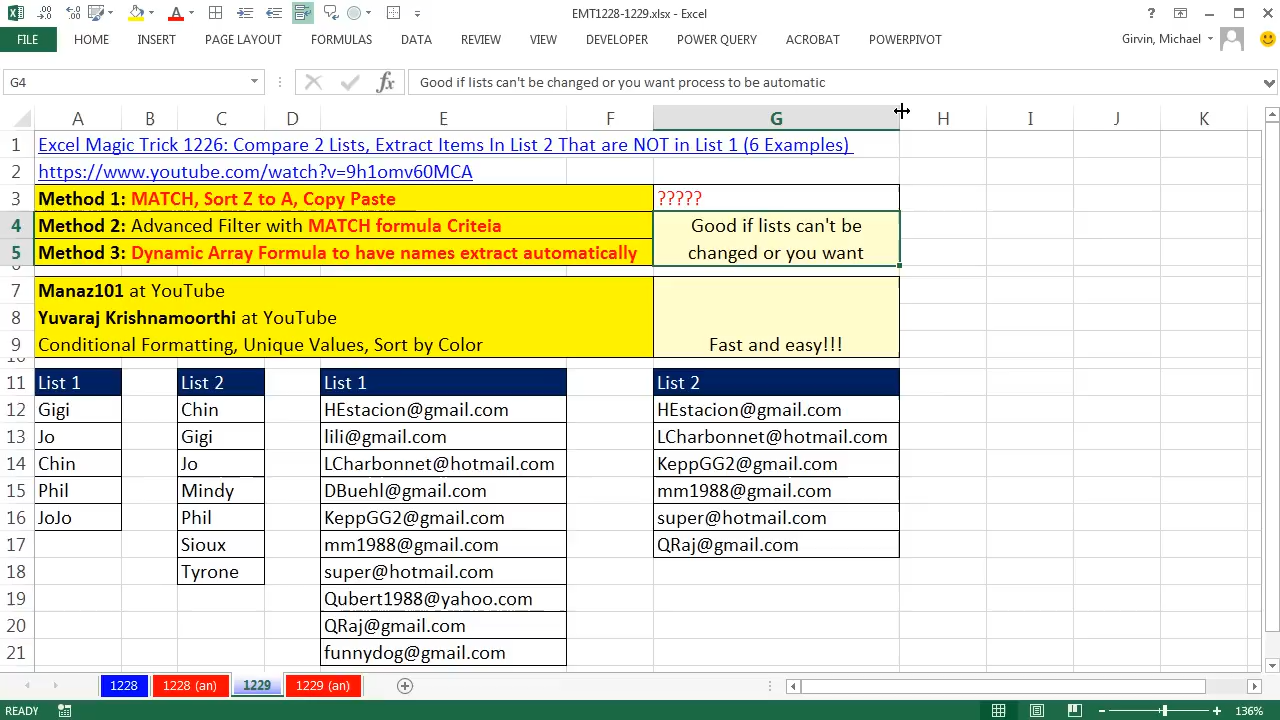 EMT1228-1229.xlsx - Excel
FILE HOME INSERT PAGE LAYOUT FORMULAS DATA REVIEW VIEW DEVELOPER POWER QUERY ACROBAT POWERPIVOT Girvin, Michael
G4 fx Good if lists can't be changed or you want process to be automatic
A B C D E F G H I J K
1 Excel Magic Trick 1226: Compare 2 Lists, Extract Items In List 2 That are NOT in List 1 (6 Examples)
2 https://www.youtube.com/watch?v=9h1omv60MCA
3 Method 1: MATCH, Sort Z to A, Copy Paste ?????
4 Method 2: Advanced Filter with MATCH formula Criteia Good if lists can't be
5 Method 3: Dynamic Array Formula to have names extract automatically changed or you want
7 Manaz101 at YouTube
8 Yuvaraj Krishnamoorthi at YouTube
9 Conditional Formatting, Unique Values, Sort by Color Fast and easy!!!
11 List 1 List 2 List 1 List 2
12 Gigi Chin HEstacion@gmail.com HEstacion@gmail.com
13 Jo Gigi lili@gmail.com LCharbonnet@hotmail.com
14 Chin Jo LCharbonnet@hotmail.com KeppGG2@gmail.com
15 Phil Mindy DBuehl@gmail.com mm1988@gmail.com
16 JoJo Phil KeppGG2@gmail.com super@hotmail.com
17 Sioux mm1988@gmail.com QRaj@gmail.com
18 Tyrone super@hotmail.com
19 Qubert1988@yahoo.com
20 QRaj@gmail.com
21 funnydog@gmail.com
1228 1228 (an) 1229 1229 (an)
READY 136%